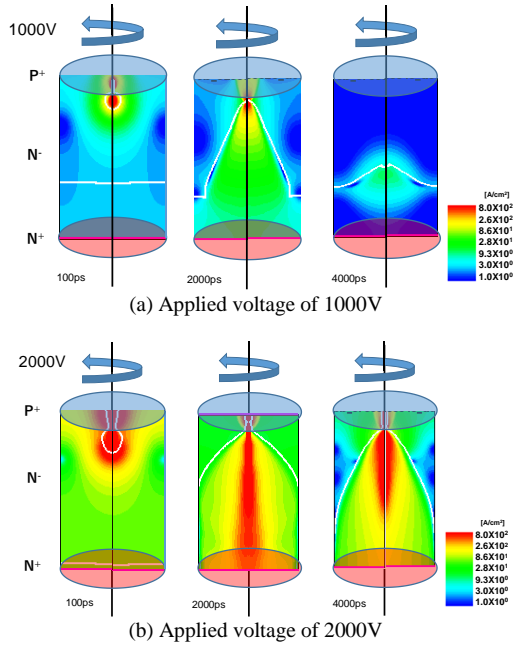 1000V
P⁺
N⁻
N⁺
[A/cm²]
8.0X10²
2.6X10²
8.6X10¹
2.8X10¹
9.3X10⁰
3.0X10⁰
1.0X10⁰
100ps
2000ps
4000ps
(a) Applied voltage of 1000V
2000V
P⁺
N⁻
N⁺
[A/cm²]
8.0X10²
2.6X10²
8.6X10¹
2.8X10¹
9.3X10⁰
3.0X10⁰
1.0X10⁰
100ps
2000ps
4000ps
(b) Applied voltage of 2000V